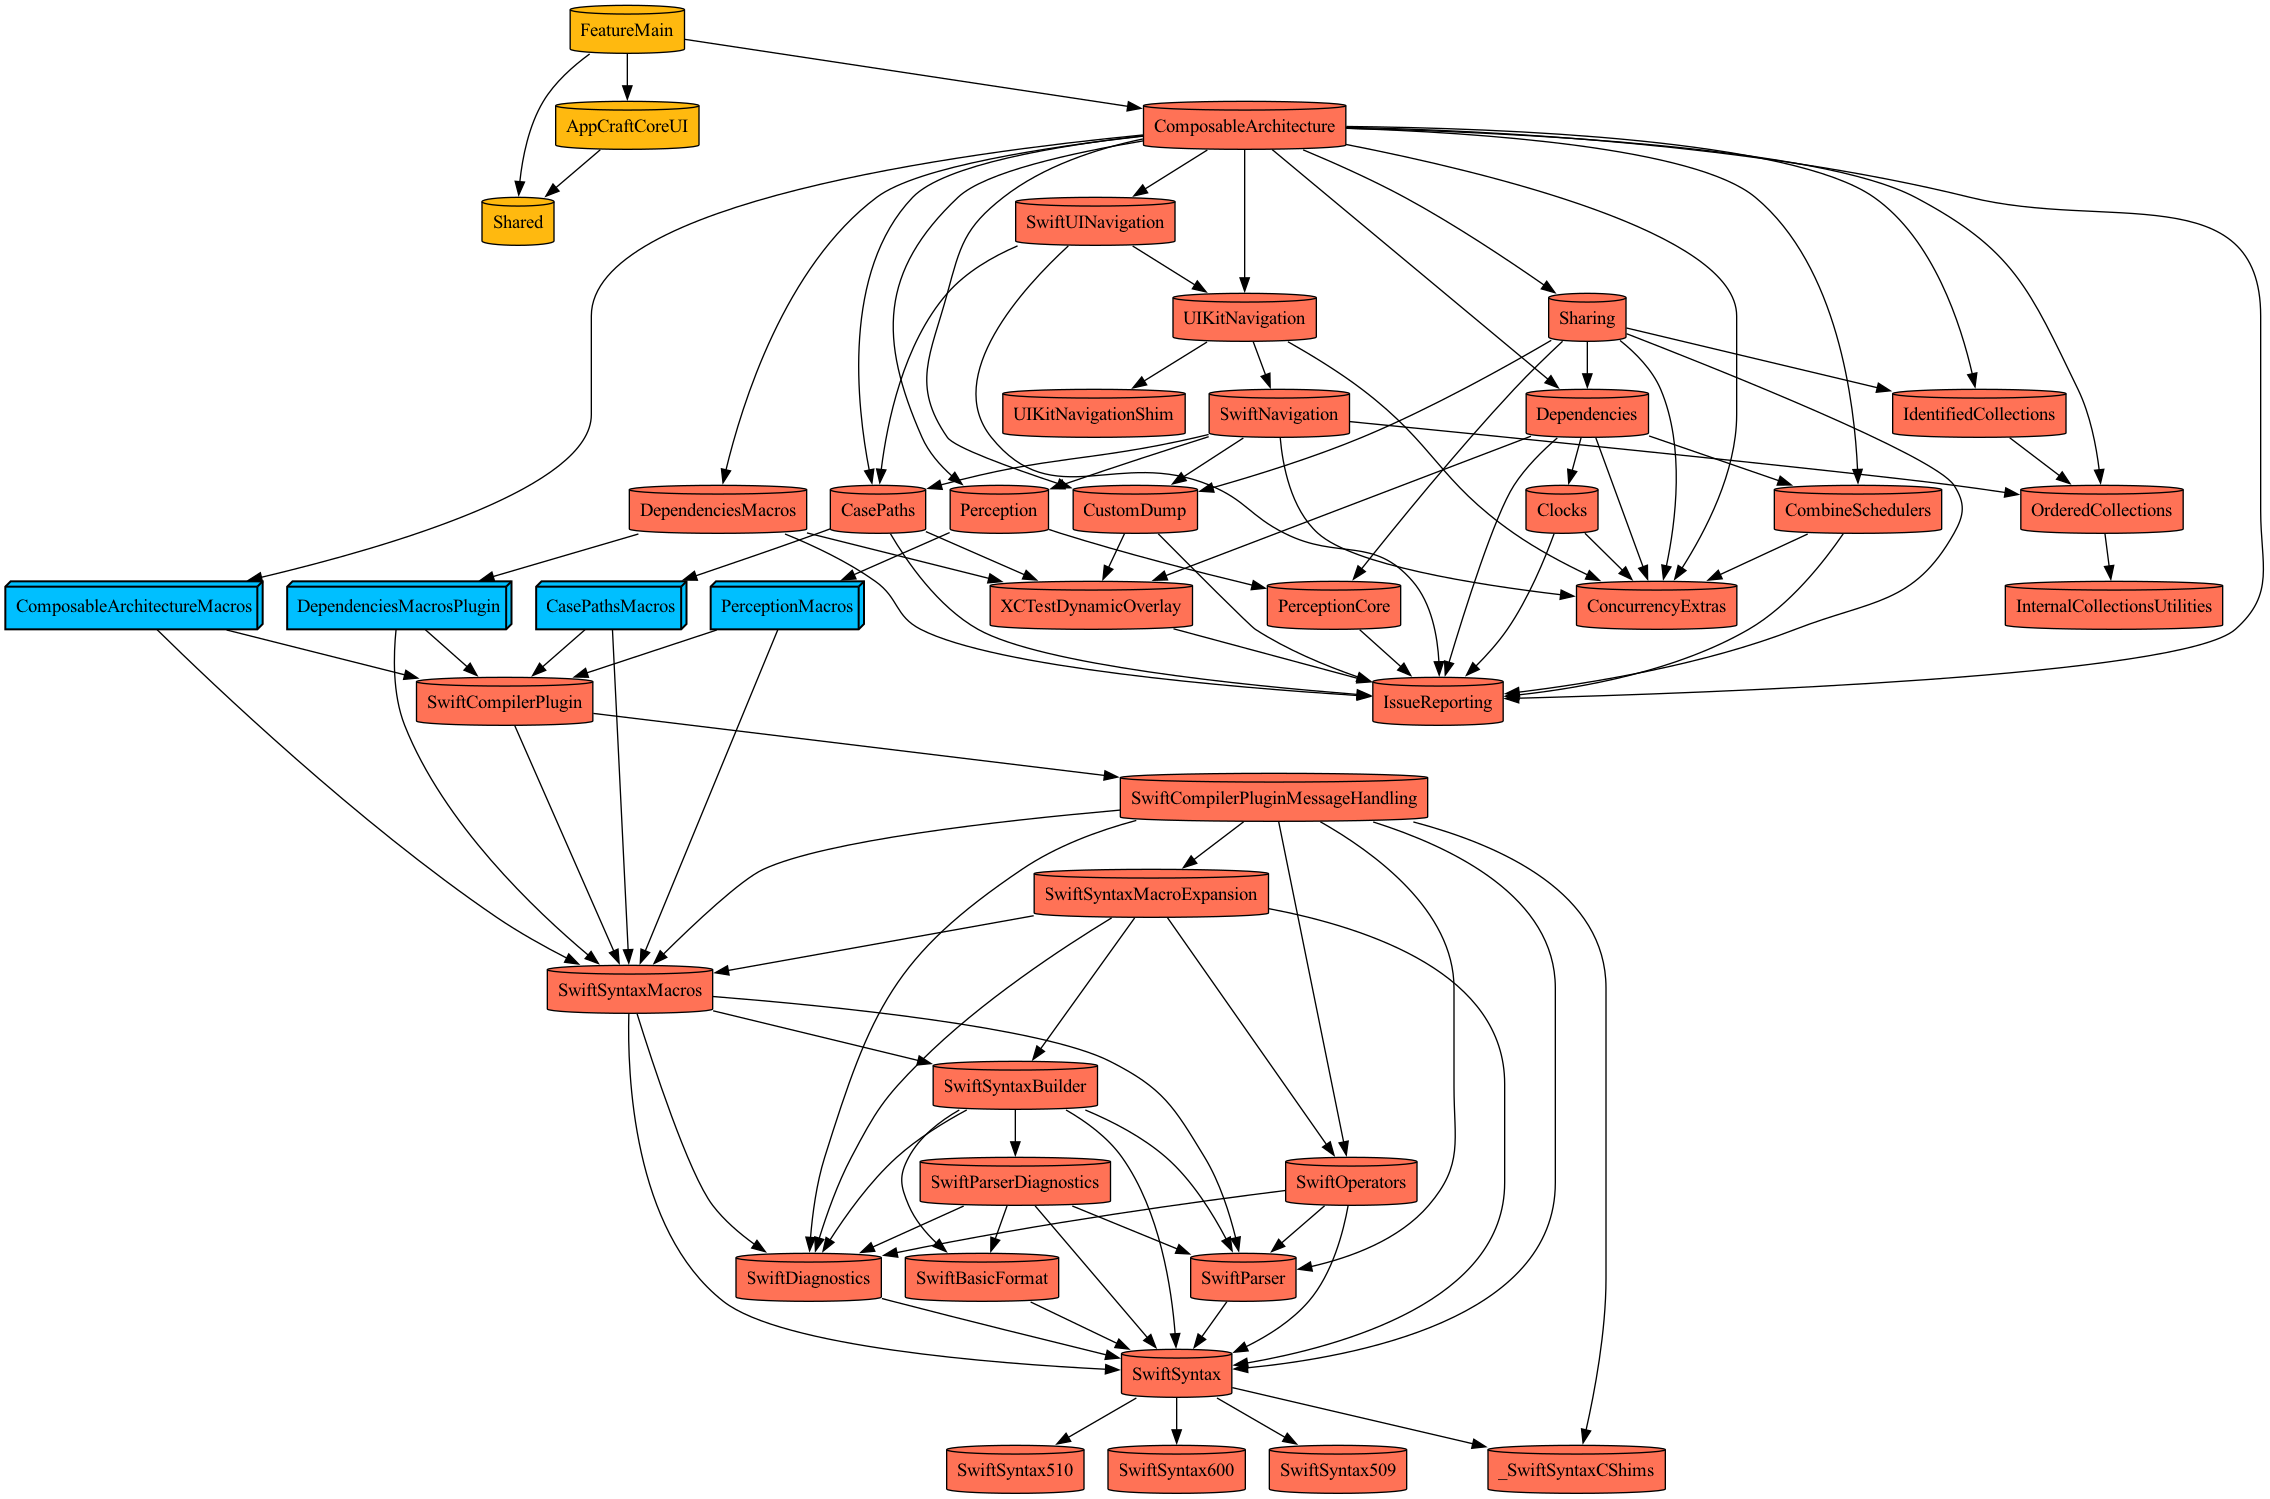 FeatureMain
AppCraftCoreUI
ComposableArchitecture
Shared
SwiftUINavigation
UIKitNavigation
Sharing
UIKitNavigationShim
SwiftNavigation
Dependencies
IdentifiedCollections
DependenciesMacros
CasePaths
Perception
CustomDump
Clocks
CombineSchedulers
OrderedCollections
ComposableArchitectureMacros
DependenciesMacrosPlugin
CasePathsMacros
PerceptionMacros
XCTestDynamicOverlay
PerceptionCore
ConcurrencyExtras
InternalCollectionsUtilities
SwiftCompilerPlugin
IssueReporting
SwiftCompilerPluginMessageHandling
SwiftSyntaxMacroExpansion
SwiftSyntaxMacros
SwiftSyntaxBuilder
SwiftParserDiagnostics
SwiftOperators
SwiftDiagnostics
SwiftBasicFormat
SwiftParser
SwiftSyntax
SwiftSyntax510
SwiftSyntax600
SwiftSyntax509
_SwiftSyntaxCShims